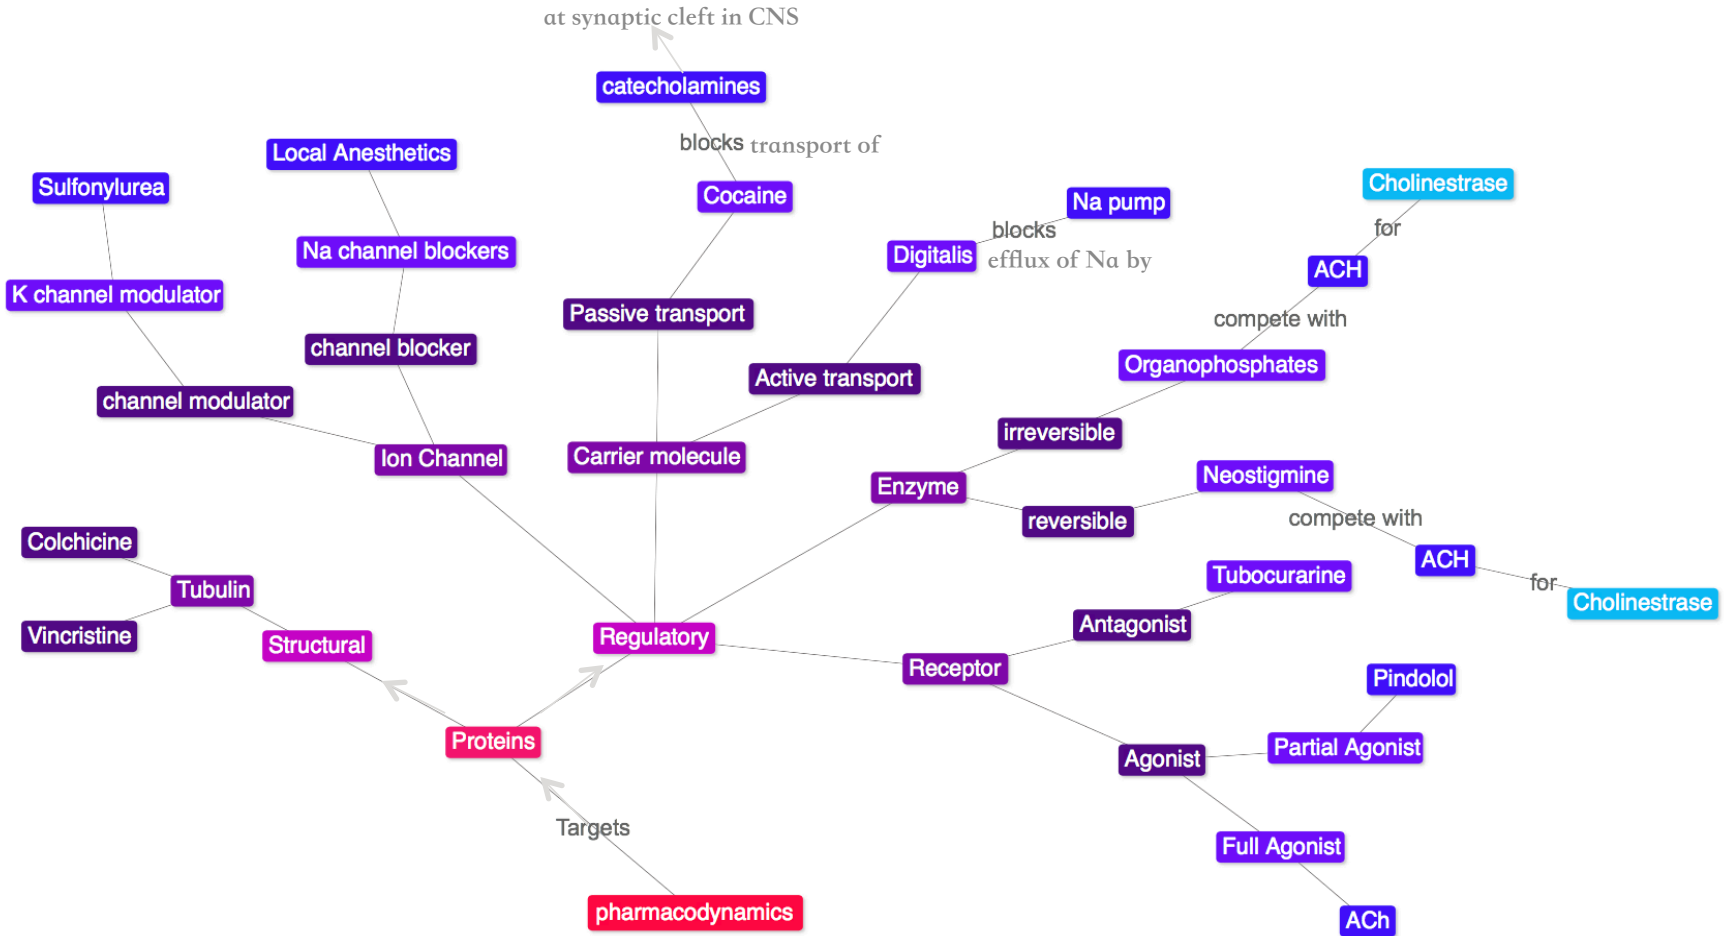 at synaptic cleft in CNS
catecholamines
blocks transport of
Local Anesthetics
Sulfonylurea
Cholinestrase
Cocaine
Na pump
for
blocks
Na channel blockers
Digitalis
efflux of Na by
ACH
K channel modulator
Passive transport
compete with
channel blocker
Organophosphates
Active transport
channel modulator
irreversible
Ion Channel
Carrier molecule
Enzyme
Neostigmine
reversible
compete with
Colchicine
ACH
Tubulin
Tubocurarine
for
Cholinestrase
Vincristine
Structural
Regulatory
Antagonist
Receptor
Pindolol
Proteins
Agonist
Partial Agonist
Targets
Full Agonist
pharmacodynamics
ACh